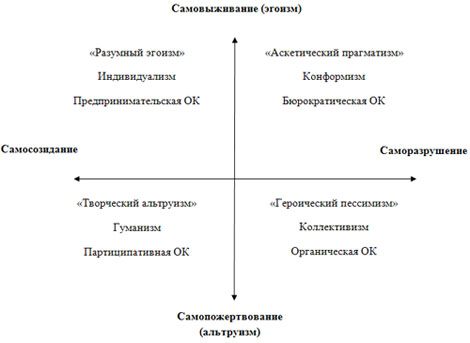 Самовыживание (эгоизм)
«Разумный эгоизм»
Индивидуализм
Предпринимательская ОК
«Аскетический прагматизм»
Конформизм
Бюрократическая ОК
Самосозидание
Саморазрушение
«Творческий альтруизм»
Гуманизм
Партиципативная ОК
«Героический пессимизм»
Коллективизм
Органическая ОК
Самопожертвование
(альтруизм)